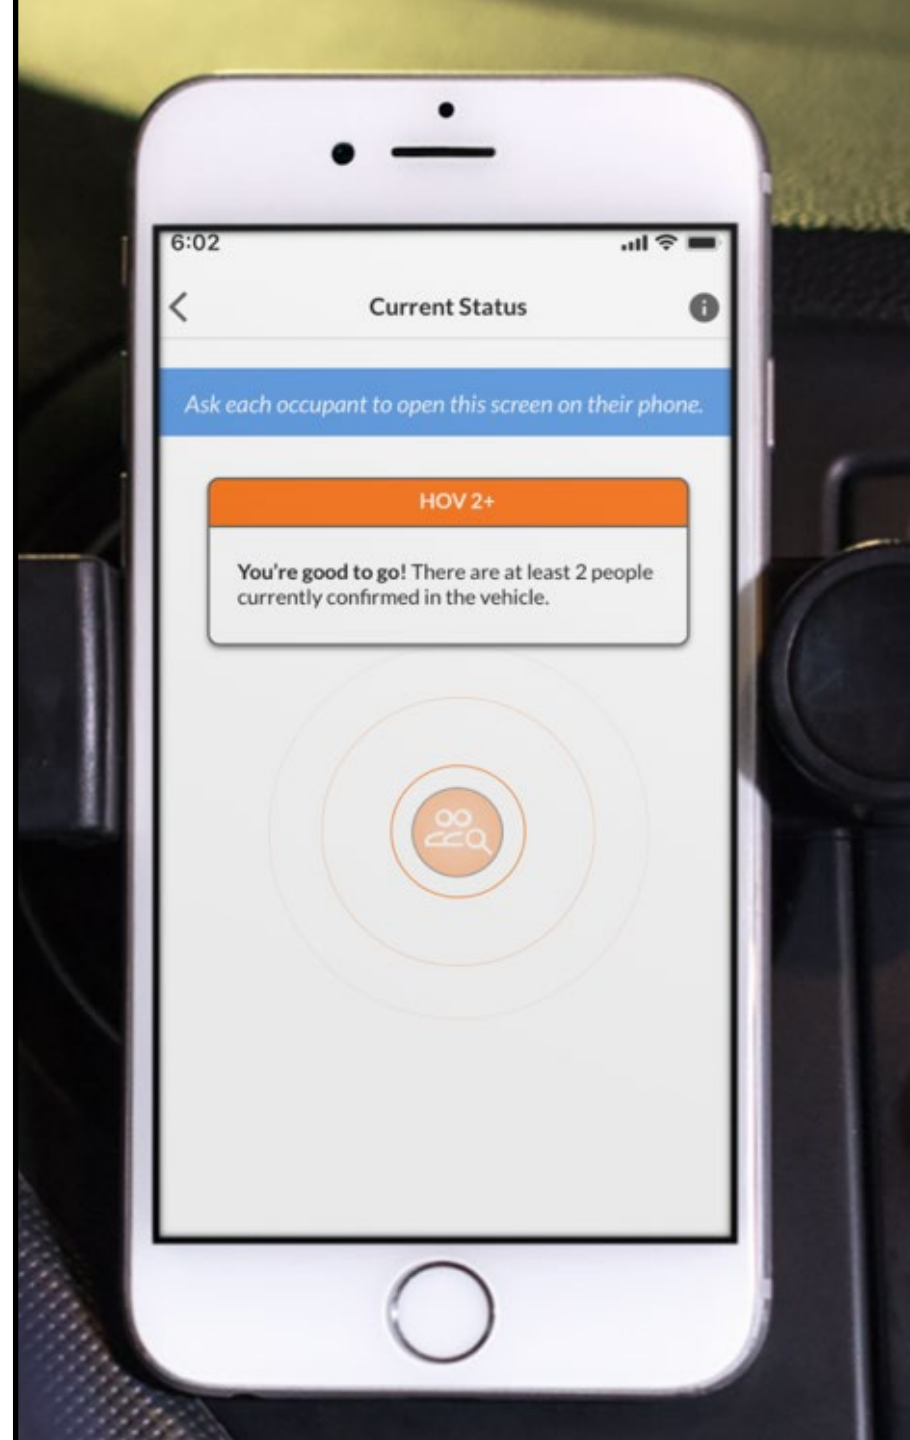 6:02
Current Status
Ask each occupant to open this screen on their phone.
HOV 2+
You're good to go! There are at least 2 people
currently confirmed in the vehicle.